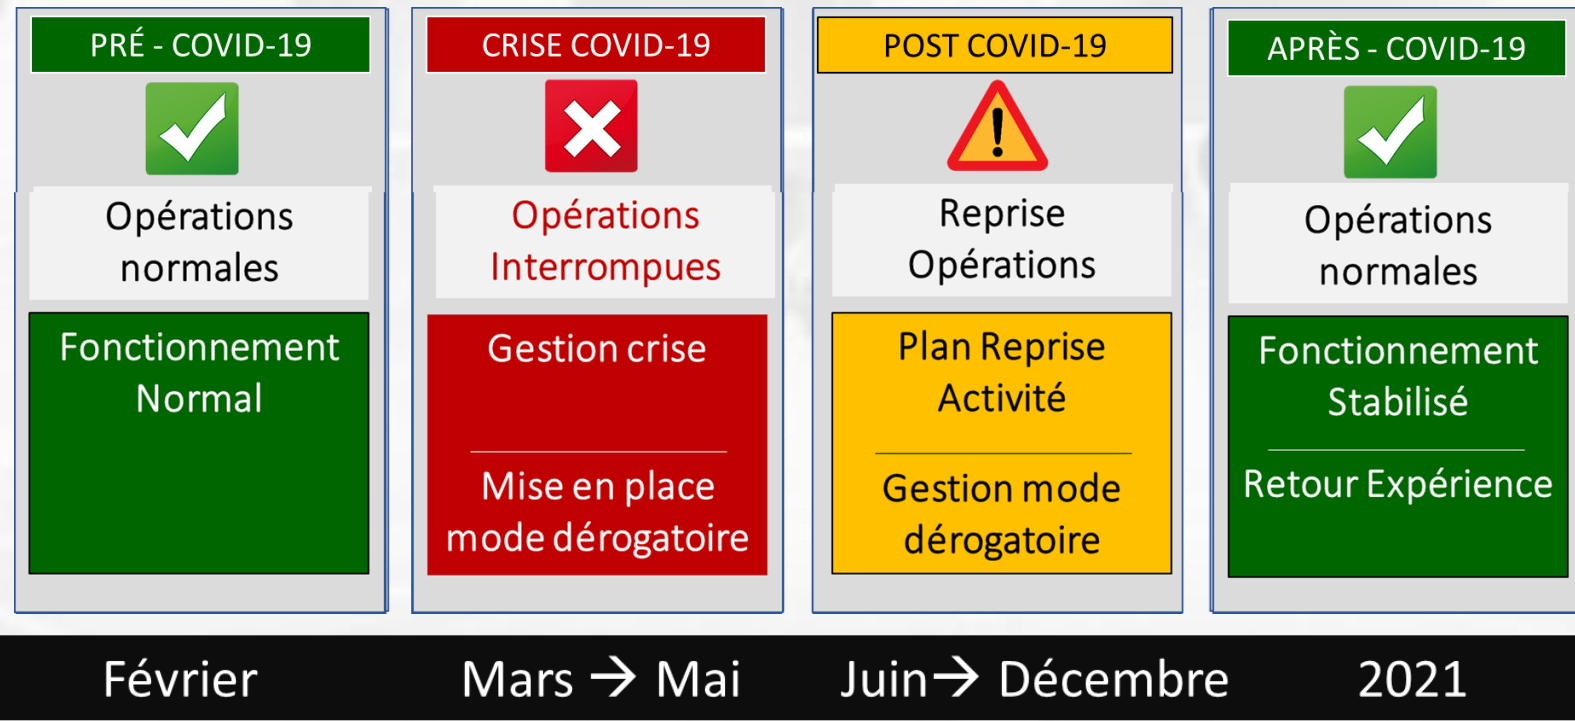 PRÉ - COVID-19
Opérations
normales
Fonctionnement
Normal
CRISE COVID-19
Opérations
Interrompues
Gestion crise
Mise en place
mode dérogatoire
POST COVID-19
Reprise
Opérations
Plan Reprise
Activité
Gestion mode
dérogatoire
APRÈS - COVID-19
Opérations
normales
Fonctionnement
Stabilisé
Retour Expérience
Février
Mars → Mai
Juin→ Décembre
2021